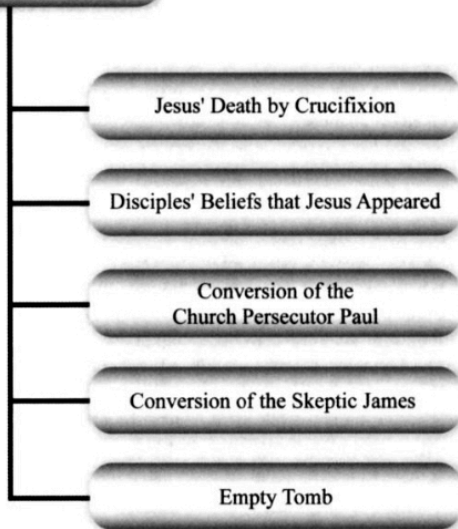 Jesus' Death by Crucifixion
Disciples' Beliefs that Jesus Appeared
Conversion of the
Church Persecutor Paul
Conversion of the Skeptic James
Empty Tomb